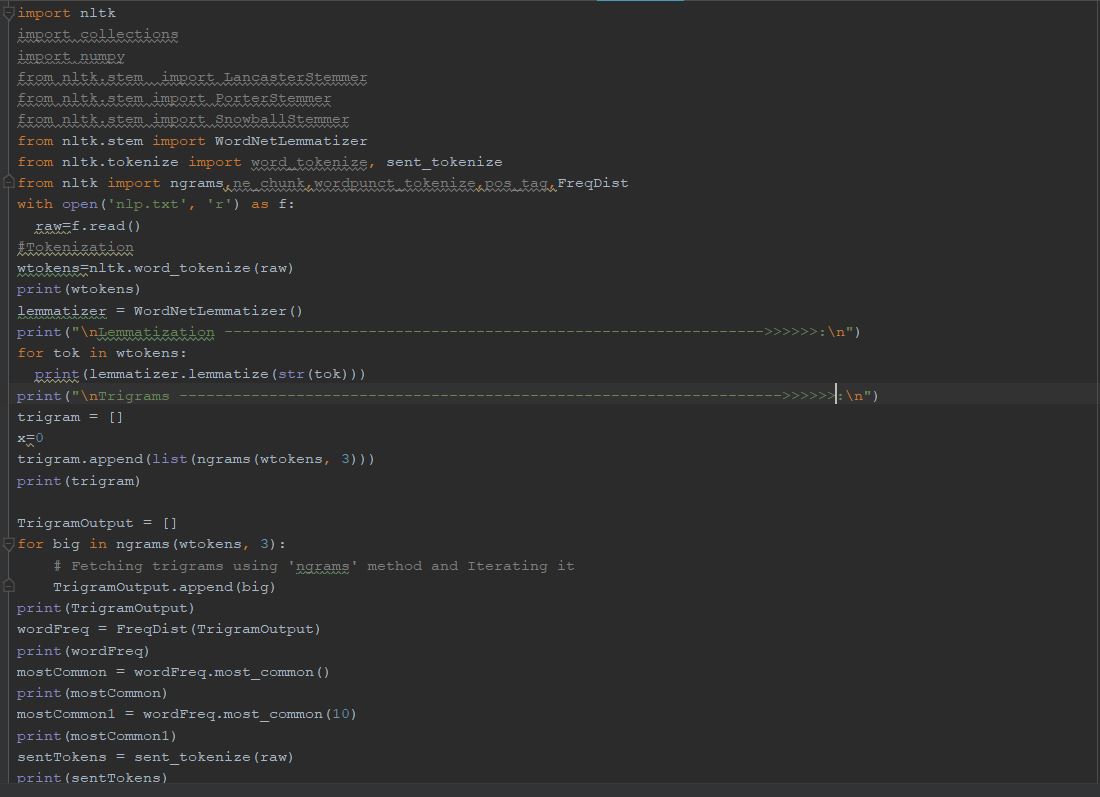 import nltk
import collections
import numpy
from nltk.stem  import LancasterStemmer
from nltk.stem import PorterStemmer
from nltk.stem import SnowballStemmer
from nltk.stem import WordNetLemmatizer
from nltk.tokenize import word_tokenize, sent_tokenize
from nltk import ngrams,ne_chunk,wordpunct_tokenize,pos_tag,FreqDist
with open('nlp.txt', 'r') as f:
  raw=f.read()
#Tokenization
wtokens=nltk.word_tokenize(raw)
print(wtokens)
lemmatizer = WordNetLemmatizer()
print("\nLemmatization ------------------------------------------------------------>>>>>>:\n")
for tok in wtokens:
  print(lemmatizer.lemmatize(str(tok)))
print("\nTrigrams ------------------------------------------------------------------->>>>>>:\n")
trigram = []
x=0
trigram.append(list(ngrams(wtokens, 3)))
print(trigram)

TrigramOutput = []
for big in ngrams(wtokens, 3):
    # Fetching trigrams using 'ngrams' method and Iterating it
    TrigramOutput.append(big)
print(TrigramOutput)
wordFreq = FreqDist(TrigramOutput)
print(wordFreq)
mostCommon = wordFreq.most_common()
print(mostCommon)
mostCommon1 = wordFreq.most_common(10)
print(mostCommon1)
sentTokens = sent_tokenize(raw)
print(sentTokens)